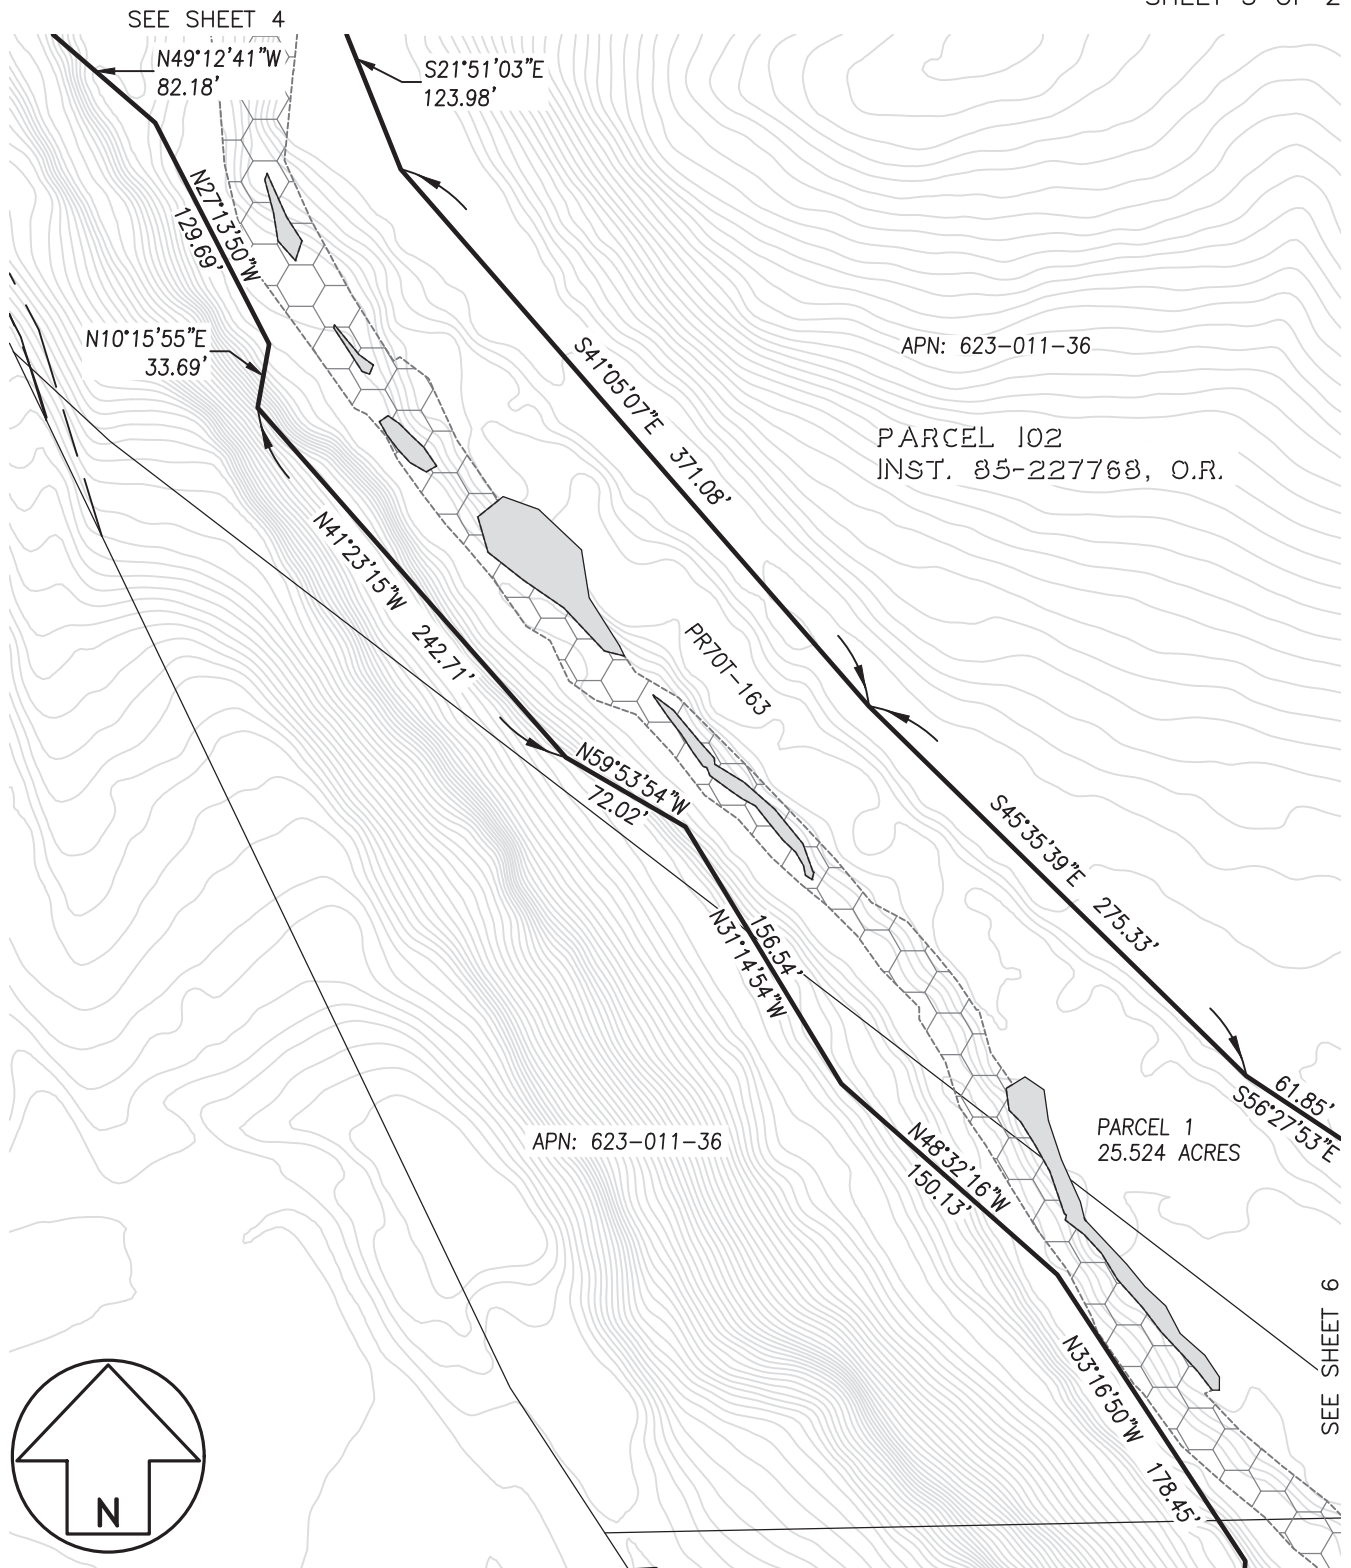 SEE SHEET 4
N49°12'41"W
82.18'
S21°51'03"E
123.98'
N27°13'50"W
129.69'
N10°15'55"E
33.69'
S41°05'07"E 371.08'
APN: 623-011-36
PARCEL 102
INST. 85-227768, O.R.
N41°23'15"W 242.71'
PR70T-163
N59°53'54"W
72.02'
S45°35'39"E 275.33'
156.54'
N31°14'54"W
61.85'
S56°27'53"E
PARCEL 1
25.524 ACRES
APN: 623-011-36
N48°32'16"W
150.13'
N33°16'50"W 178.45'
SEE SHEET 6
N